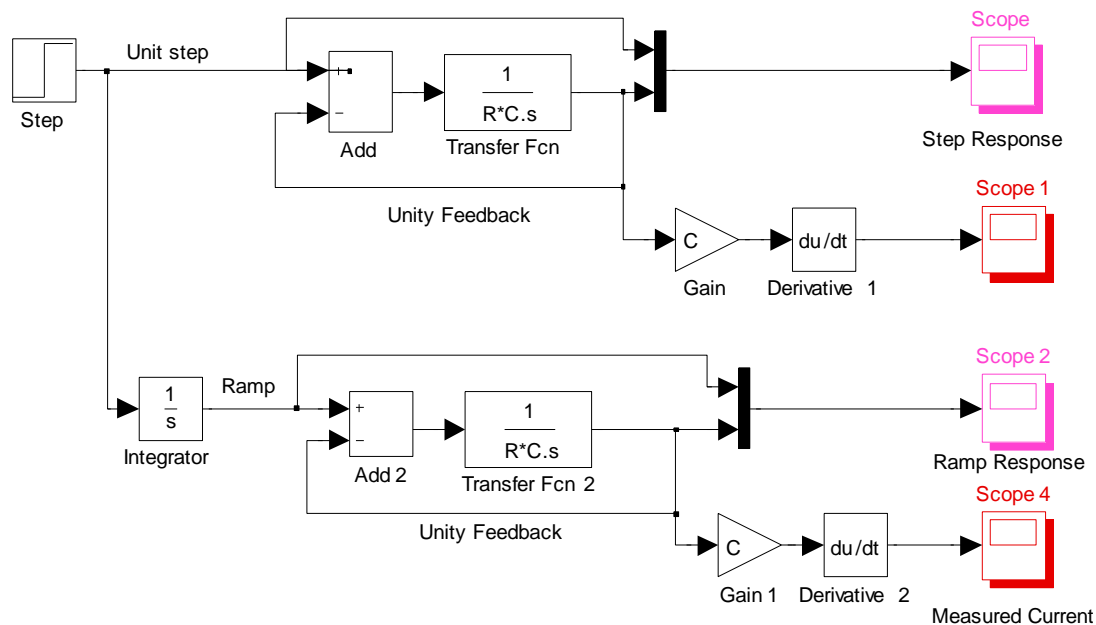 Scope
Unit step
+
−
1
R*C.s
Step
Add
Transfer Fcn
Step Response
Scope 1
Unity Feedback
C
du/dt
Gain
Derivative 1
Scope 2
Ramp
1
s
+
−
1
R*C.s
Integrator
Add 2
Transfer Fcn 2
Ramp Response
Scope 4
Unity Feedback
C
du/dt
Gain 1
Derivative 2
Measured Current